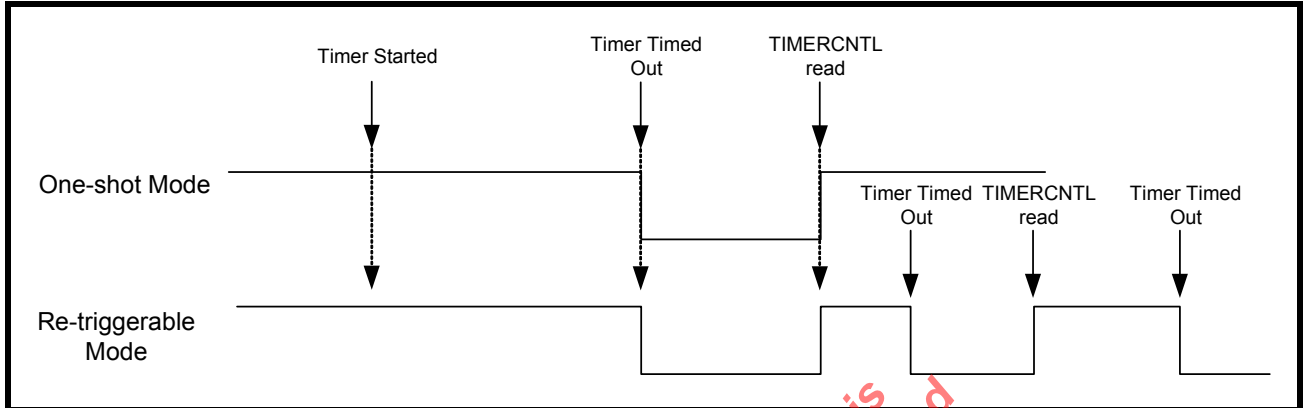 Timer Started
Timer Timed
Out
TIMERCNTL
read
One-shot Mode
Timer Timed
Out
TIMERCNTL
read
Timer Timed
Out
Re-triggerable
Mode
is
d